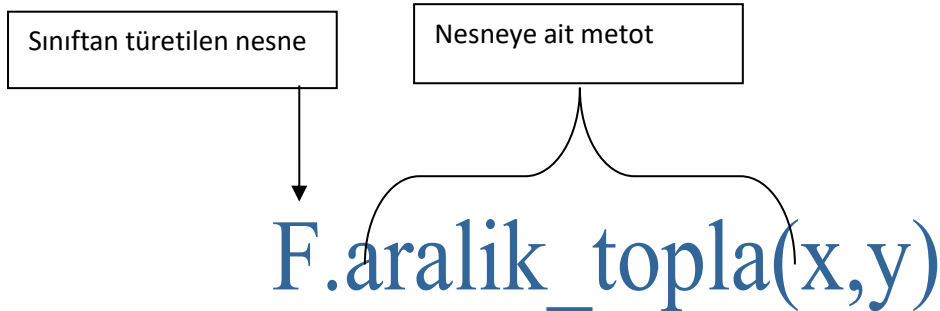 Sınıftan türetilen nesne
Nesneye ait metot
F.aralik_topla(x,y)